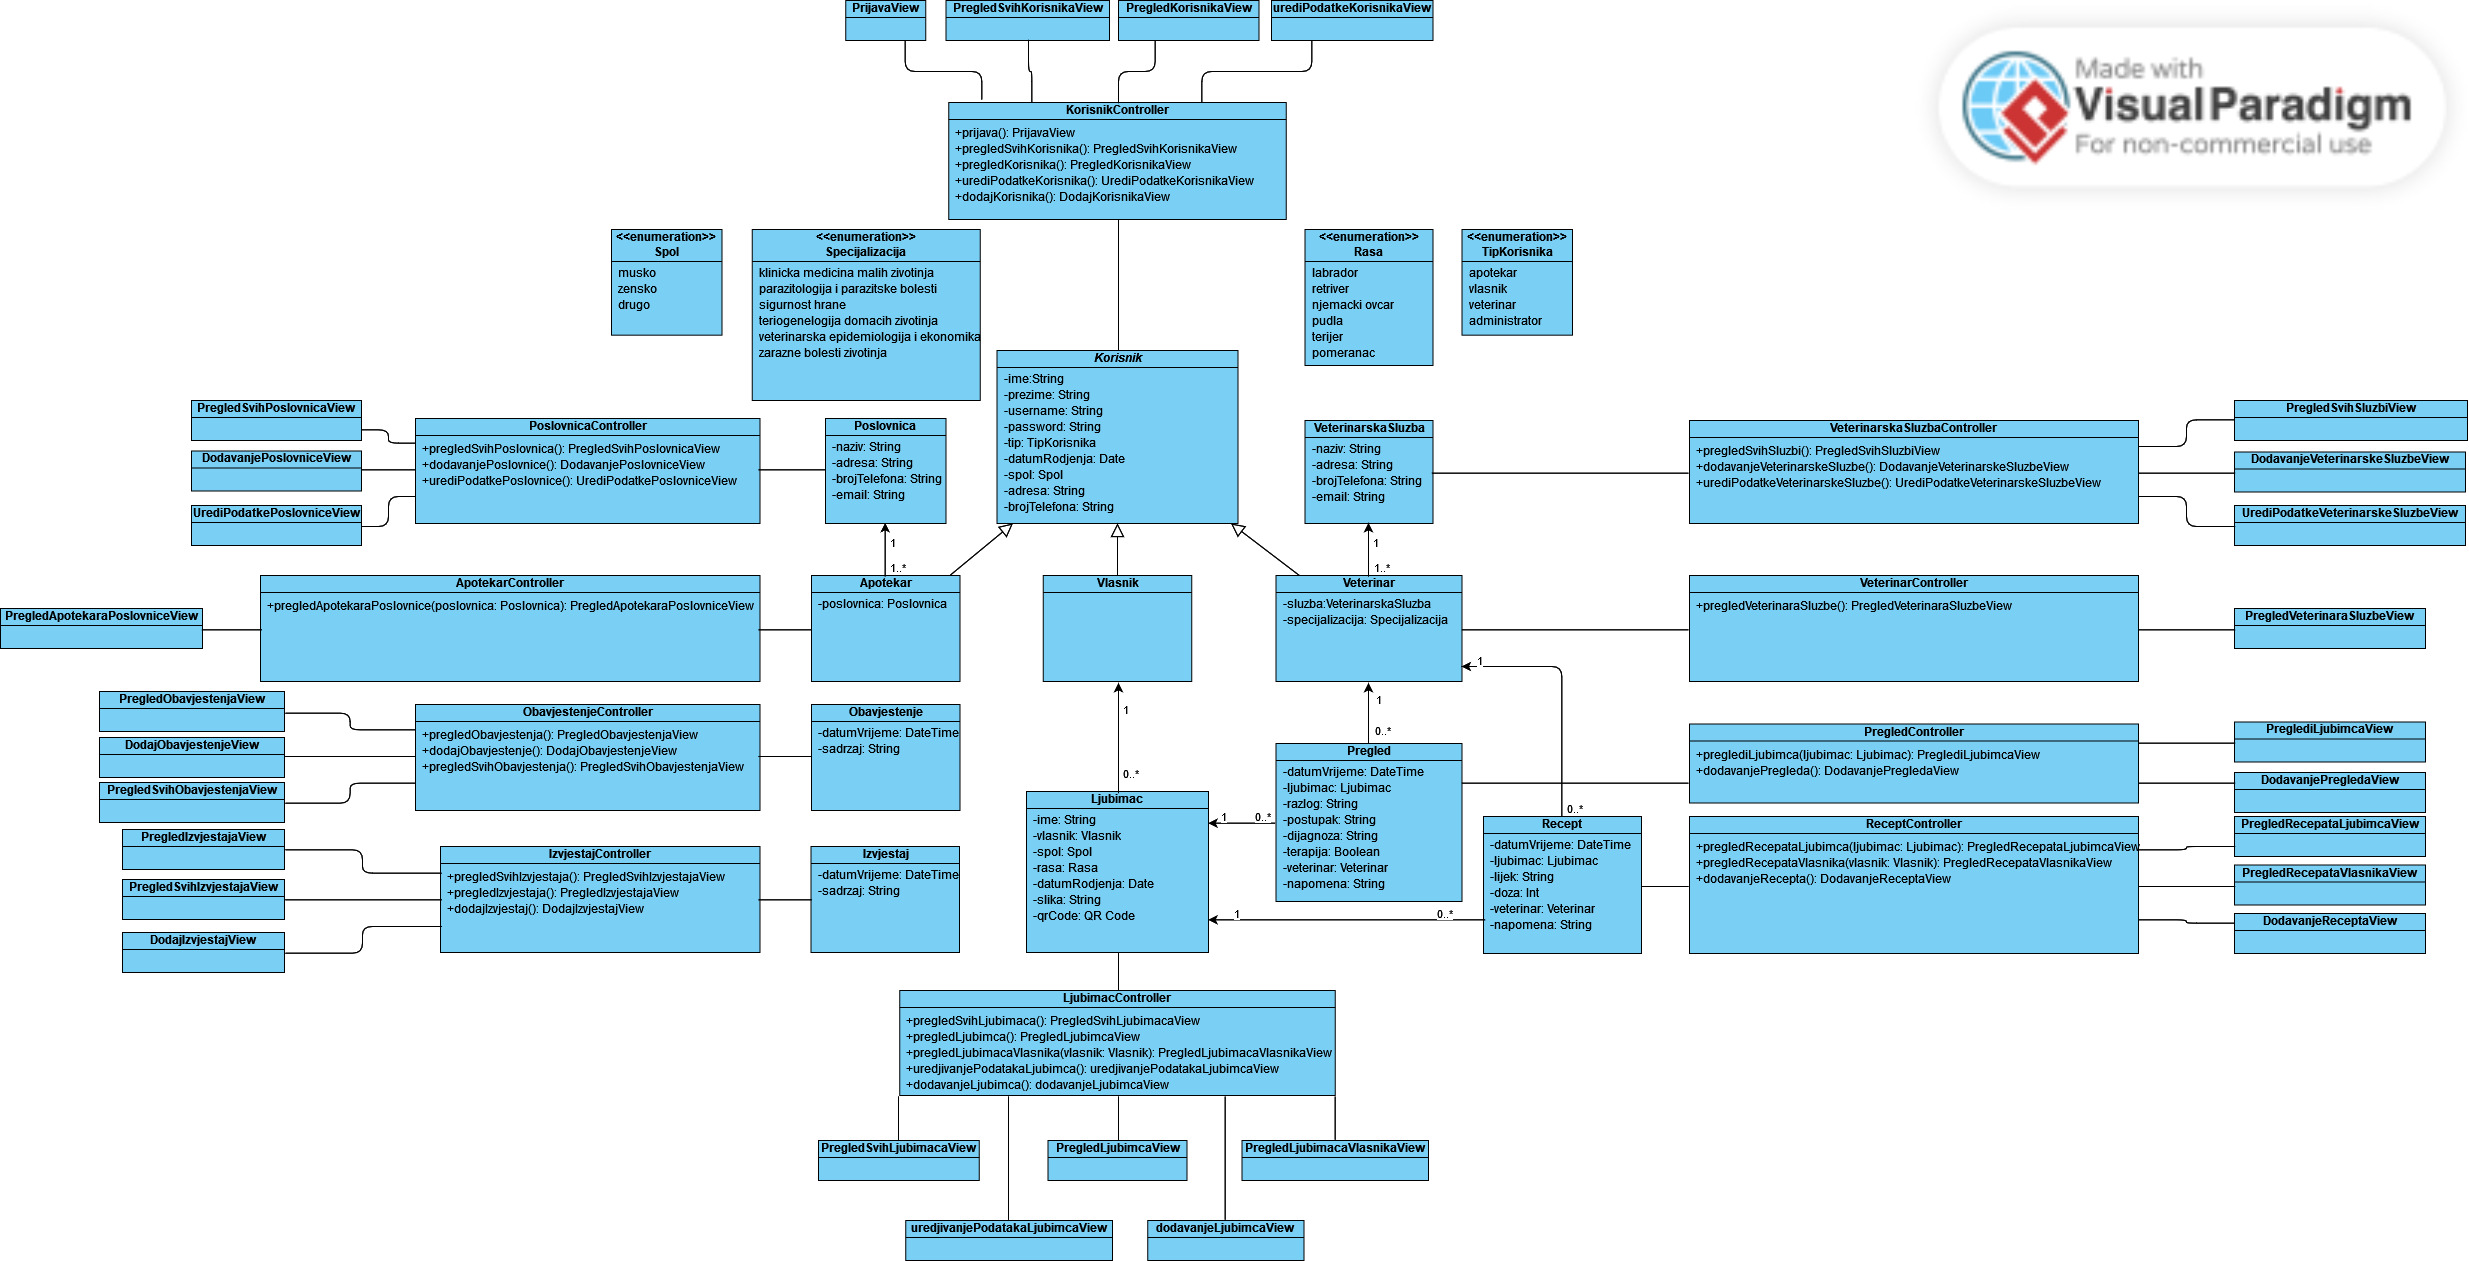 PrijavaView
PregledSvihKorisnikaView
PregledKorisnikaView
urediPodatkeKorisnikaView
Made with
Visual Paradigm
For non-commercial use
KorisnikController
+prijava(): PrijavaView
+pregledSvihKorisnika(): PregledSvihKorisnikaView
+pregledKorisnika(): PregledKorisnikaView
+urediPodatkeKorisnika(): UrediPodatkeKorisnikaView
+dodajKorisnika(): DodajKorisnikaView
<<enumeration>>
Spol
musko
zensko
drugo
<<enumeration>>
Specijalizacija
klinicka medicina malih zivotinja
parazitologija i parazitske bolesti
sigurnost hrane
teriogenelogija domacih zivotinja
veterinarska epidemiologija i ekonomika
zarazne bolesti zivotinja
<<enumeration>>
Rasa
labrador
retriver
njemacki ovcar
pudla
terijer
pomeranac
<<enumeration>>
TipKorisnika
apotekar
vlasnik
veterinar
administrator
Korisnik
-ime:String
-prezime: String
-username: String
-password: String
-tip: TipKorisnika
-datumRodjenja: Date
-spol: Spol
-adresa: String
-brojTelefona: String
PregledSvihPoslovnicaView
DodavanjePoslovniceView
UrediPodatkePoslovniceView
PoslovnicaController
+pregledSvihPoslovnica(): PregledSvihPoslovnicaView
+dodavanjePoslovnice(): DodavanjePoslovniceView
+urediPodatkePoslovnice(): UrediPodatkePoslovniceView
Poslovnica
-naziv: String
-adresa: String
-brojTelefona: String
-email: String
1
1..*
VeterinarskaSluzba
-naziv: String
-adresa: String
-brojTelefona: String
-email: String
1
1..*
VeterinarskaSluzbaController
+pregledSvihSluzbi(): PregledSvihSluzbiView
+dodavanjeVeterinarskeSluzbe(): DodavanjeVeterinarskeSluzbeView
+urediPodatkeVeterinarskeSluzbe(): UrediPodatkeVeterinarskeSluzbeView
PregledSvihSluzbiView
DodavanjeVeterinarskeSluzbeView
UrediPodatkeVeterinarskeSluzbeView
PregledApotekaraPoslovniceView
ApotekarController
+pregledApotekaraPoslovnice(poslovnica: Poslovnica): PregledApotekaraPoslovniceView
Apotekar
-poslovnica: Poslovnica
Vlasnik
Veterinar
-sluzba:VeterinarskaSluzba
-specijalizacija: Specijalizacija
VeterinarController
+pregledVeterinaraSluzbe(): PregledVeterinaraSluzbeView
PregledVeterinaraSluzbeView
1
0..*
1
0..*
1
0..*
PregledObavjestenjaView
DodajObavjestenjeView
PregledSvihObavjestenjaView
ObavjestenjeController
+pregledObavjestenja(): PregledObavjestenjaView
+dodajObavjestenje(): DodajObavjestenjeView
+pregledSvihObavjestenja(): PregledSvihObavjestenjaView
Obavjestenje
-datumVrijeme: DateTime
-sadrzaj: String
Pregled
-datumVrijeme: DateTime
-ljubimac: Ljubimac
-razlog: String
-postupak: String
-dijagnoza: String
-terapija: Boolean
-veterinar: Veterinar
-napomena: String
PregledController
+preglediLjubimca(ljubimac: Ljubimac): PreglediLjubimcaView
+dodavanjePregleda(): DodavanjePregledaView
PreglediLjubimcaView
DodavanjePregledaView
PregledIzvjestajaView
PregledSvihIzvjestajaView
DodajIzvjestajView
IzvjestajController
+pregledSvihIzvjestaja(): PregledSvihIzvjestajaView
+pregledIzvjestaja(): PregledIzvjestajaView
+dodajIzvjestaj(): DodajIzvjestajView
Izvjestaj
-datumVrijeme: DateTime
-sadrzaj: String
Ljubimac
-ime: String
-vlasnik: Vlasnik
-spol: Spol
-rasa: Rasa
-datumRodjenja: Date
-slika: String
-qrCode: QR Code
1
0..*
1
0..*
Recept
-datumVrijeme: DateTime
-ljubimac: Ljubimac
-lijek: String
-doza: Int
-veterinar: Veterinar
-napomena: String
ReceptController
+pregledRecepataLjubimca(ljubimac: Ljubimac): PregledRecepataLjubimcaView
+pregledRecepataVlasnika(vlasnik: Vlasnik): PregledRecepataVlasnikaView
+dodavanjeRecepta(): DodavanjeReceptaView
PregledRecepataLjubimcaView
PregledRecepataVlasnikaView
DodavanjeReceptaView
LjubimacController
+pregledSvihLjubimaca(): PregledSvihLjubimacaView
+pregledLjubimca(): PregledLjubimcaView
+pregledLjubimacaVlasnika(vlasnik: Vlasnik): PregledLjubimacaVlasnikaView
+uredjivanjePodatakaLjubimca(): uredjivanjePodatakaLjubimcaView
+dodavanjeLjubimca(): dodavanjeLjubimcaView
PregledSvihLjubimacaView
PregledLjubimcaView
PregledLjubimacaVlasnikaView
uredjivanjePodatakaLjubimcaView
dodavanjeLjubimcaView